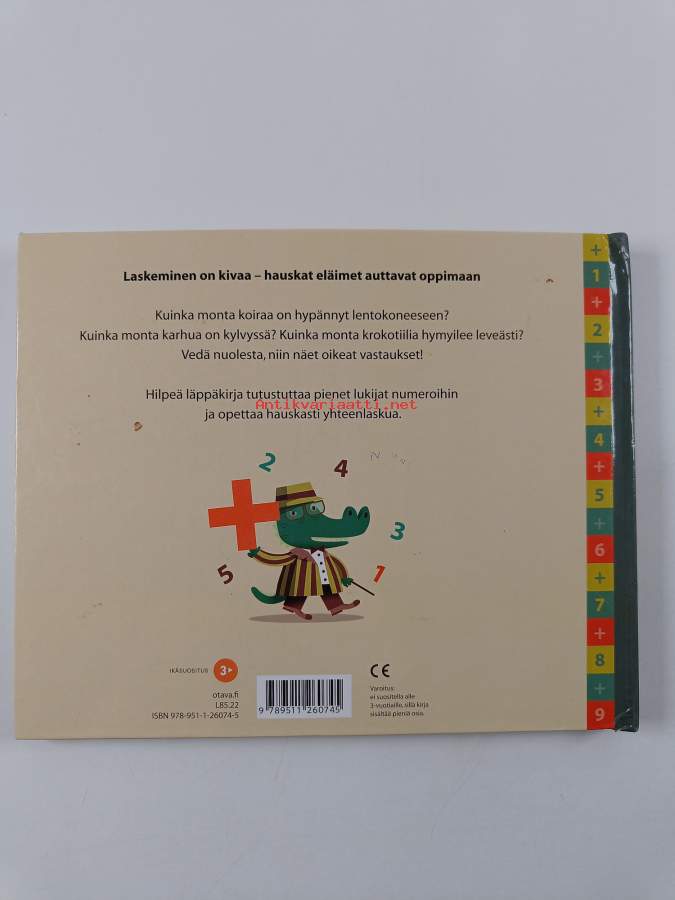 Laskeminen on kivaa – hauskat eläimet auttavat oppimaan
Kuinka monta koiraa on hypännyt lentokoneeseen?
Kuinka monta karhua on kylvyssä? Kuinka monta krokotiilia hymyilee leveästi?
Vedä nuolesta, niin näet oikeat vastaukset!
Hilpeä läppäkirja tutustuttaa pienet lukijat numeroihin
Antikvariaatti.net
ja opettaa hauskasti yhteenlaskua.
2
4
+
3
5
1
IKÄSUOSITUS 3
otava.fi
L85.22
ISBN 978-951-1-26074-5
9 789511 260745
CE
Varoitus:
ei suositella alle
3-vuotiaille, sillä kirja
sisältää pieniä osia.
+
1
+
2
+
3
+
4
+
5
+
6
+
7
+
8
+
9